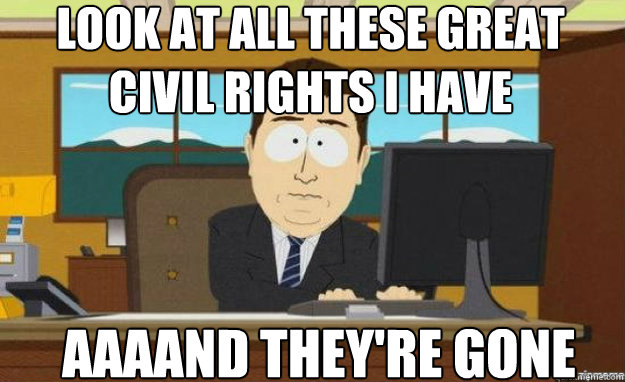 LOOK AT ALL THESE GREAT
CIVIL RIGHTS I HAVE
AAAAND THEY'RE GONE